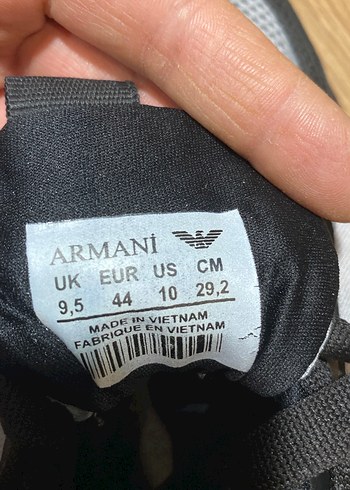 ARMANİ
UK EUR US CM
9,5 44 10 29,2
MADE IN VIETNAM
FABRIQUE EN VIETNAM